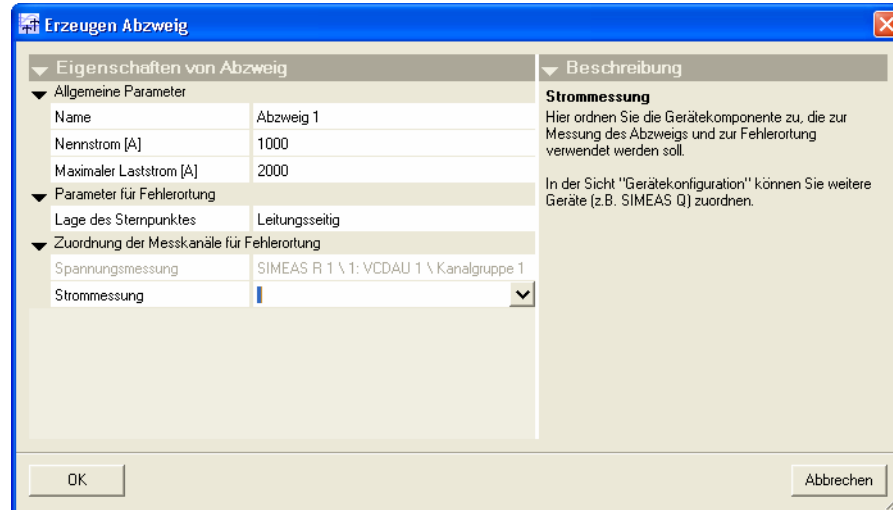 Erzeugen Abzweig
Eigenschaften von Abzweig
Allgemeine Parameter
Name Abzweig 1
Nennstrom [A] 1000
Maximaler Laststrom [A] 2000
Parameter für Fehlerortung
Lage des Sternpunktes Leitungsseitig
Zuordnung der Messkanäle für Fehlerortung
Spannungsmessung SIMEAS R 1 \ 1: VCDAU 1 \ Kanalgruppe 1
Strommessung
Beschreibung
Strommessung
Hier ordnen Sie die Gerätekomponente zu, die zur
Messung des Abzweigs und zur Fehlerortung
verwendet werden soll.
In der Sicht "Gerätekonfiguration" können Sie weitere
Geräte (z.B. SIMEAS Q) zuordnen.
OK
Abbrechen